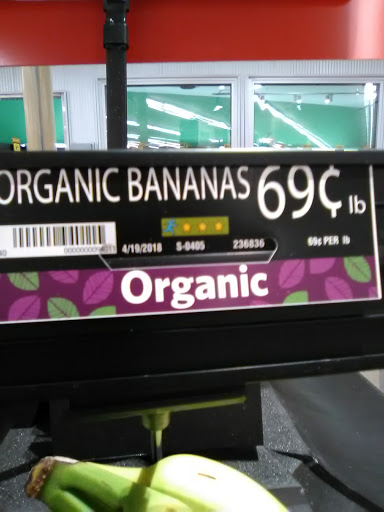 ORGANIC BANANAS 69¢ lb
4/19/2018 S-0405 236836 69¢ PER lb
Organic